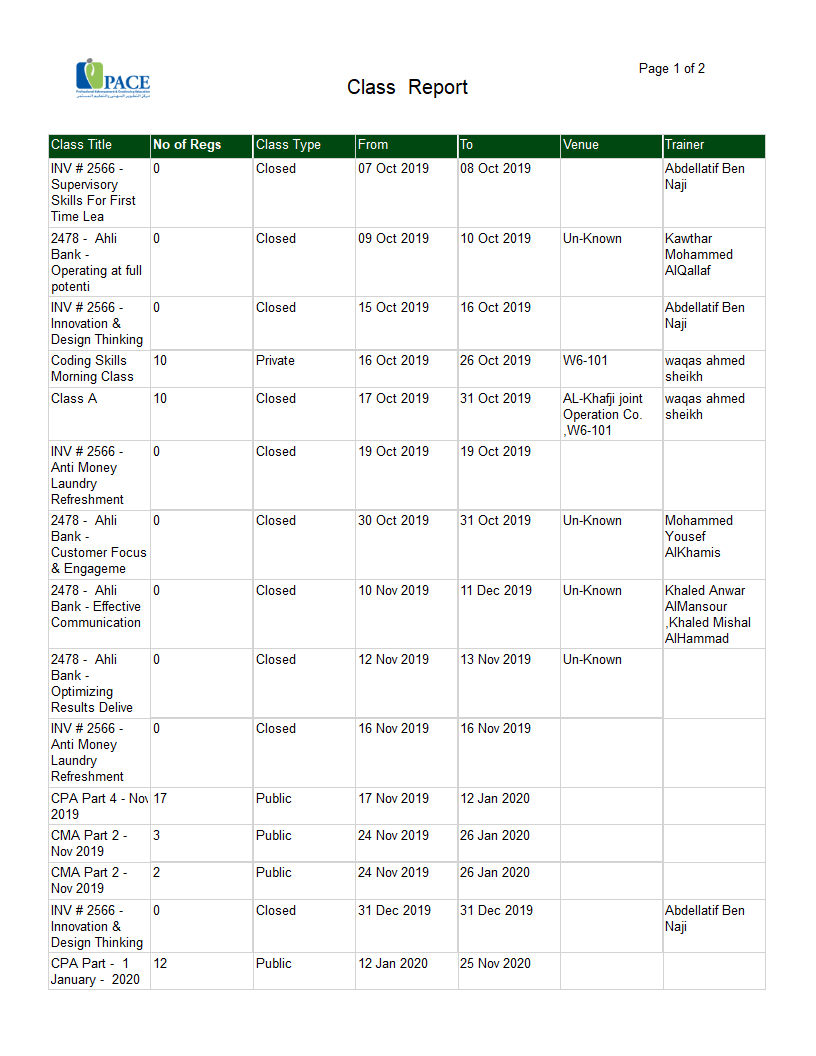 PACE
Professional Advancement & Continuing Education
Page 1 of 2
Class Report
Class Title No of Regs Class Type From To Venue Trainer
INV # 2566 - 0 Closed 07 Oct 2019 08 Oct 2019 Abdellatif Ben
Supervisory Naji
Skills For First
Time Lea
2478 - Ahli 0 Closed 09 Oct 2019 10 Oct 2019 Un-Known Kawthar
Bank - Mohammed
Operating at full AlQallaf
potenti
INV # 2566 - 0 Closed 15 Oct 2019 16 Oct 2019 Abdellatif Ben
Innovation & Naji
Design Thinking
Coding Skills 10 Private 16 Oct 2019 26 Oct 2019 W6-101 waqas ahmed
Morning Class sheikh
Class A 10 Closed 17 Oct 2019 31 Oct 2019 AL-Khafji joint waqas ahmed
Operation Co. sheikh
,W6-101
INV # 2566 - 0 Closed 19 Oct 2019 19 Oct 2019
Anti Money
Laundry
Refreshment
2478 - Ahli 0 Closed 30 Oct 2019 31 Oct 2019 Un-Known Mohammed
Bank - Yousef
Customer Focus AlKhamis
& Engageme
2478 - Ahli 0 Closed 10 Nov 2019 11 Dec 2019 Un-Known Khaled Anwar
Bank - Effective AlMansour
Communication ,Khaled Mishal
AlHammad
2478 - Ahli 0 Closed 12 Nov 2019 13 Nov 2019 Un-Known
Bank -
Optimizing
Results Delive
INV # 2566 - 0 Closed 16 Nov 2019 16 Nov 2019
Anti Money
Laundry
Refreshment
CPA Part 4 - Nov 17 Public 17 Nov 2019 12 Jan 2020
2019
CMA Part 2 - 3 Public 24 Nov 2019 26 Jan 2020
Nov 2019
CMA Part 2 - 2 Public 24 Nov 2019 26 Jan 2020
Nov 2019
INV # 2566 - 0 Closed 31 Dec 2019 31 Dec 2019 Abdellatif Ben
Innovation & Naji
Design Thinking
CPA Part - 1 12 Public 12 Jan 2020 25 Nov 2020
January - 2020